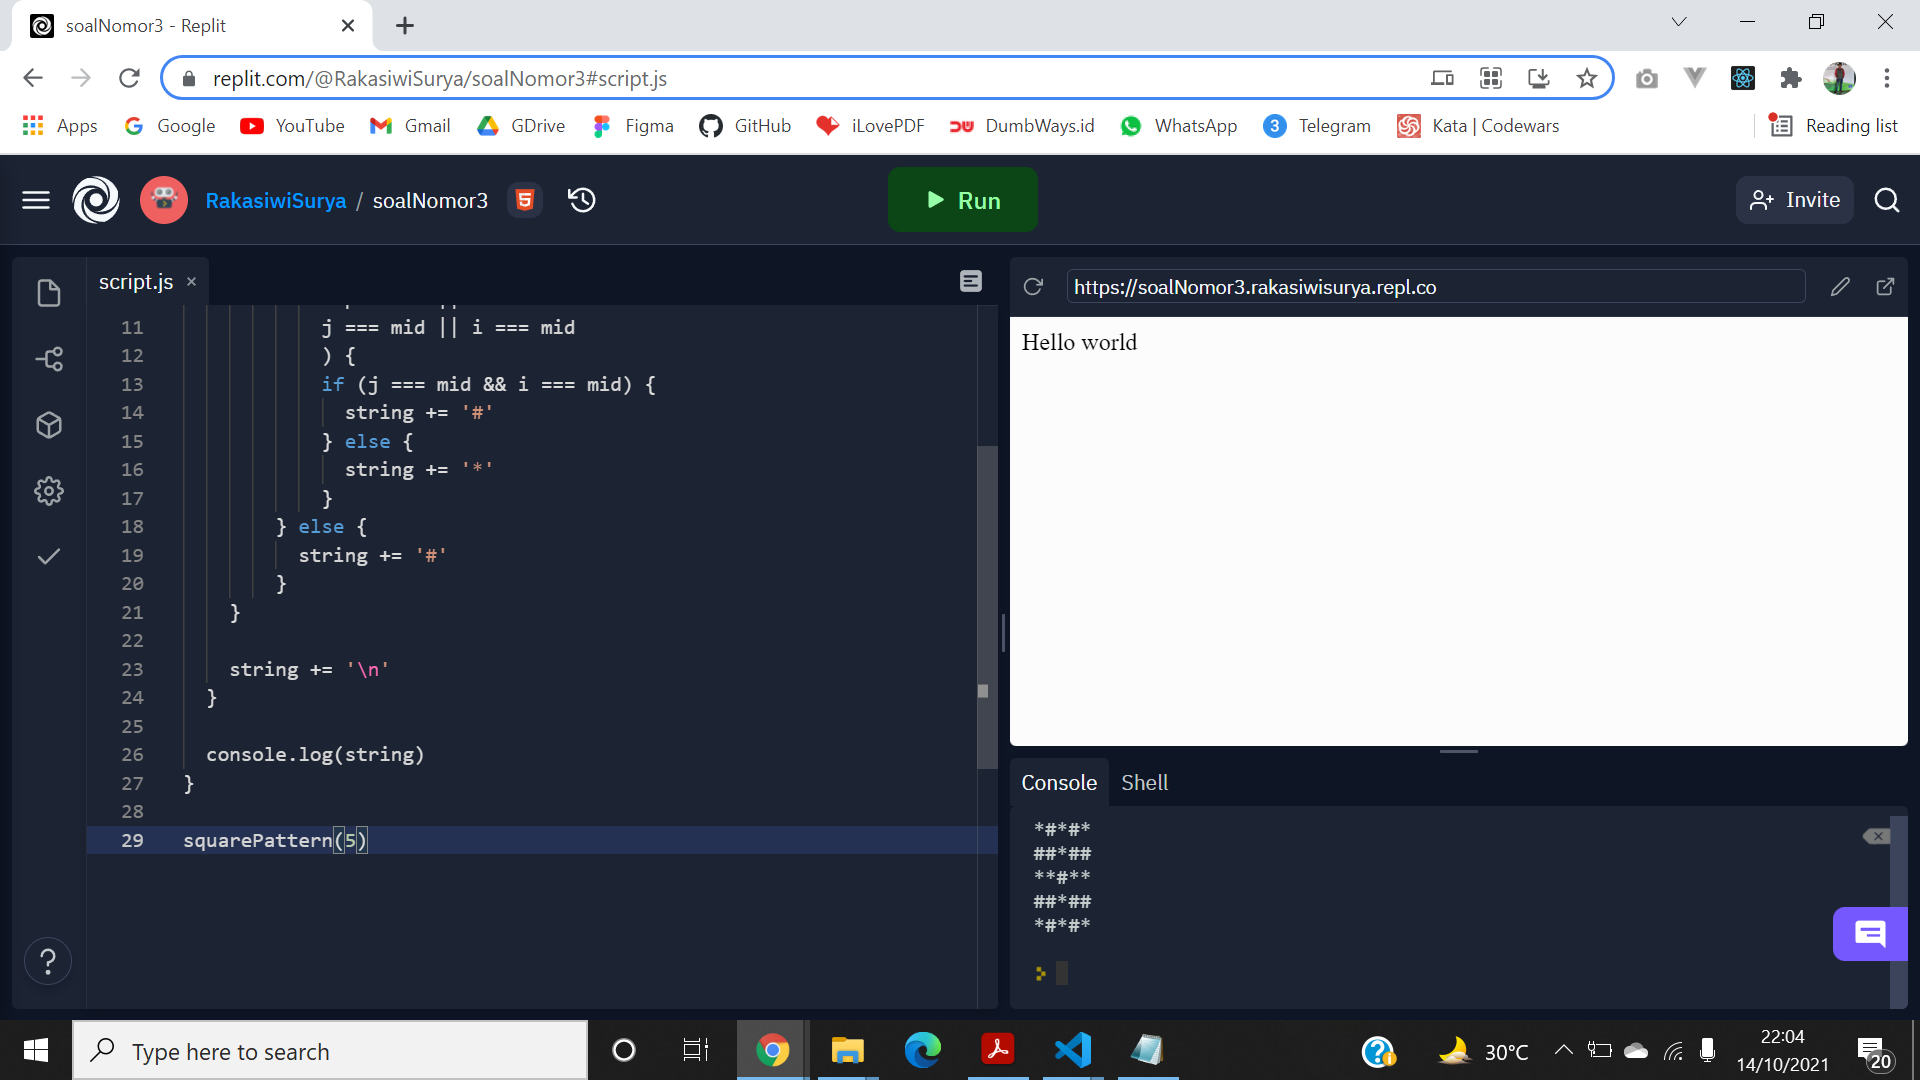 soalNomor3 - Replit
replit.com/@RakasiwiSurya/soalNomor3#script.js
Apps Google YouTube Gmail GDrive Figma GitHub iLovePDF DumbWays.id WhatsApp 3 Telegram Kata | Codewars Reading list
RakasiwiSurya / soalNomor3 5 Run Invite
script.js
11 j === mid || i === mid
12 ) {
13 if (j === mid && i === mid) {
14 string += '#'
15 } else {
16 string += '*'
17 }
18 } else {
19 string += '#'
20 }
21 }
22
23 string += '\n'
24 }
25
26 console.log(string)
27 }
28
29 squarePattern(5)
https://soalNomor3.rakasiwisurya.repl.co
Hello world
Console Shell
*#*#*
##*##
**#**
##*##
*#*#*
Type here to search
30°C
22:04
14/10/2021
20